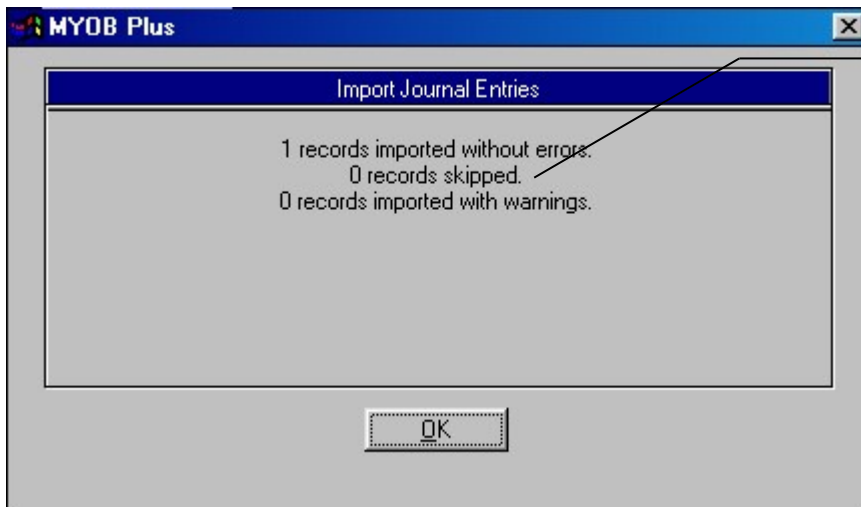 MYOB Plus
Import Journal Entries
1 records imported without errors.
0 records skipped.
0 records imported with warnings.
OK